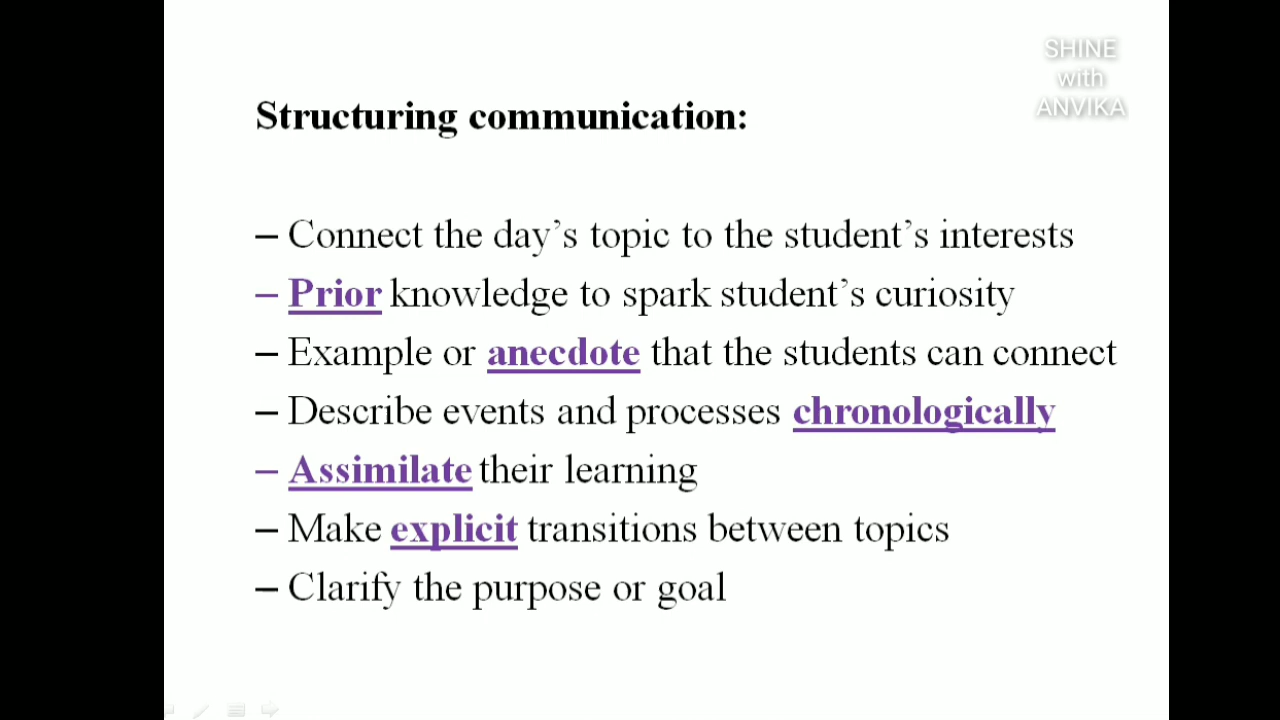 SHINE
with
ANVIKA
Structuring communication:
– Connect the day’s topic to the student’s interests
– Prior knowledge to spark student’s curiosity
– Example or anecdote that the students can connect
– Describe events and processes chronologically
– Assimilate their learning
– Make explicit transitions between topics
– Clarify the purpose or goal